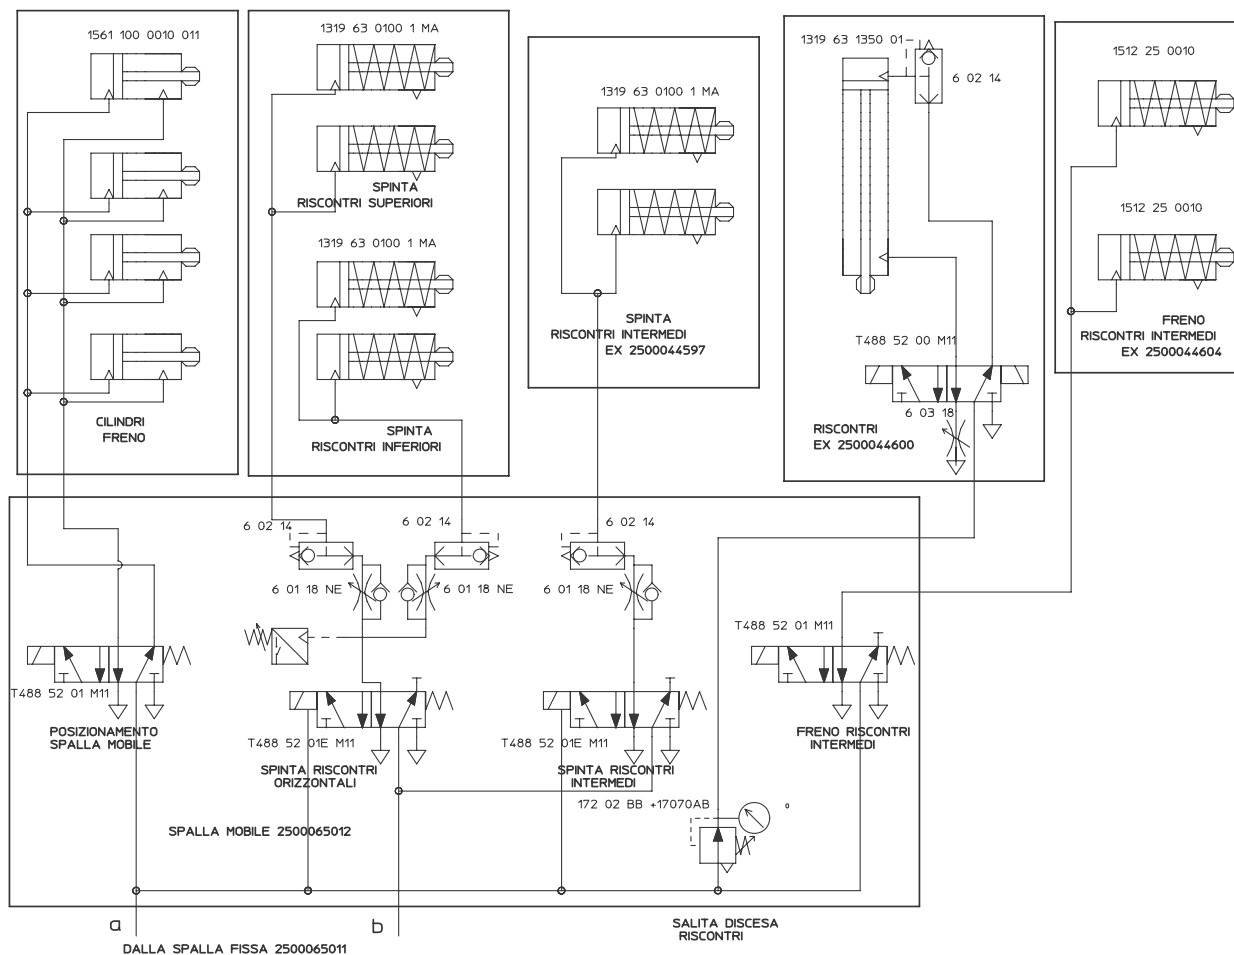 1561 100 0010 011
CILINDRI
FRENO
1319 63 0100 1 MA
SPINTA
RISCONTRI SUPERIORI
1319 63 0100 1 MA
SPINTA
RISCONTRI INFERIORI
1319 63 0100 1 MA
SPINTA
RISCONTRI INTERMEDI
EX 2500044597
1319 63 1350 01
6 02 14
T488 52 00 M11
6 03 18
RISCONTRI
EX 2500044600
1512 25 0010
1512 25 0010
FRENO
RISCONTRI INTERMEDI
EX 2500044604
6 02 14
6 02 14
6 02 14
6 01 18 NE
6 01 18 NE
6 01 18 NE
T488 52 01 M11
T488 52 01 M11
POSIZIONAMENTO
SPALLA MOBILE
T488 52 01E M11
SPINTA RISCONTRI
ORIZZONTALI
T488 52 01E M11
SPINTA RISCONTRI
INTERMEDI
FRENO RISCONTRI
INTERMEDI
172 02 BB +17070AB
SPALLA MOBILE 2500065012
a
b
SALITA DISCESA
RISCONTRI
DALLA SPALLA FISSA 2500065011